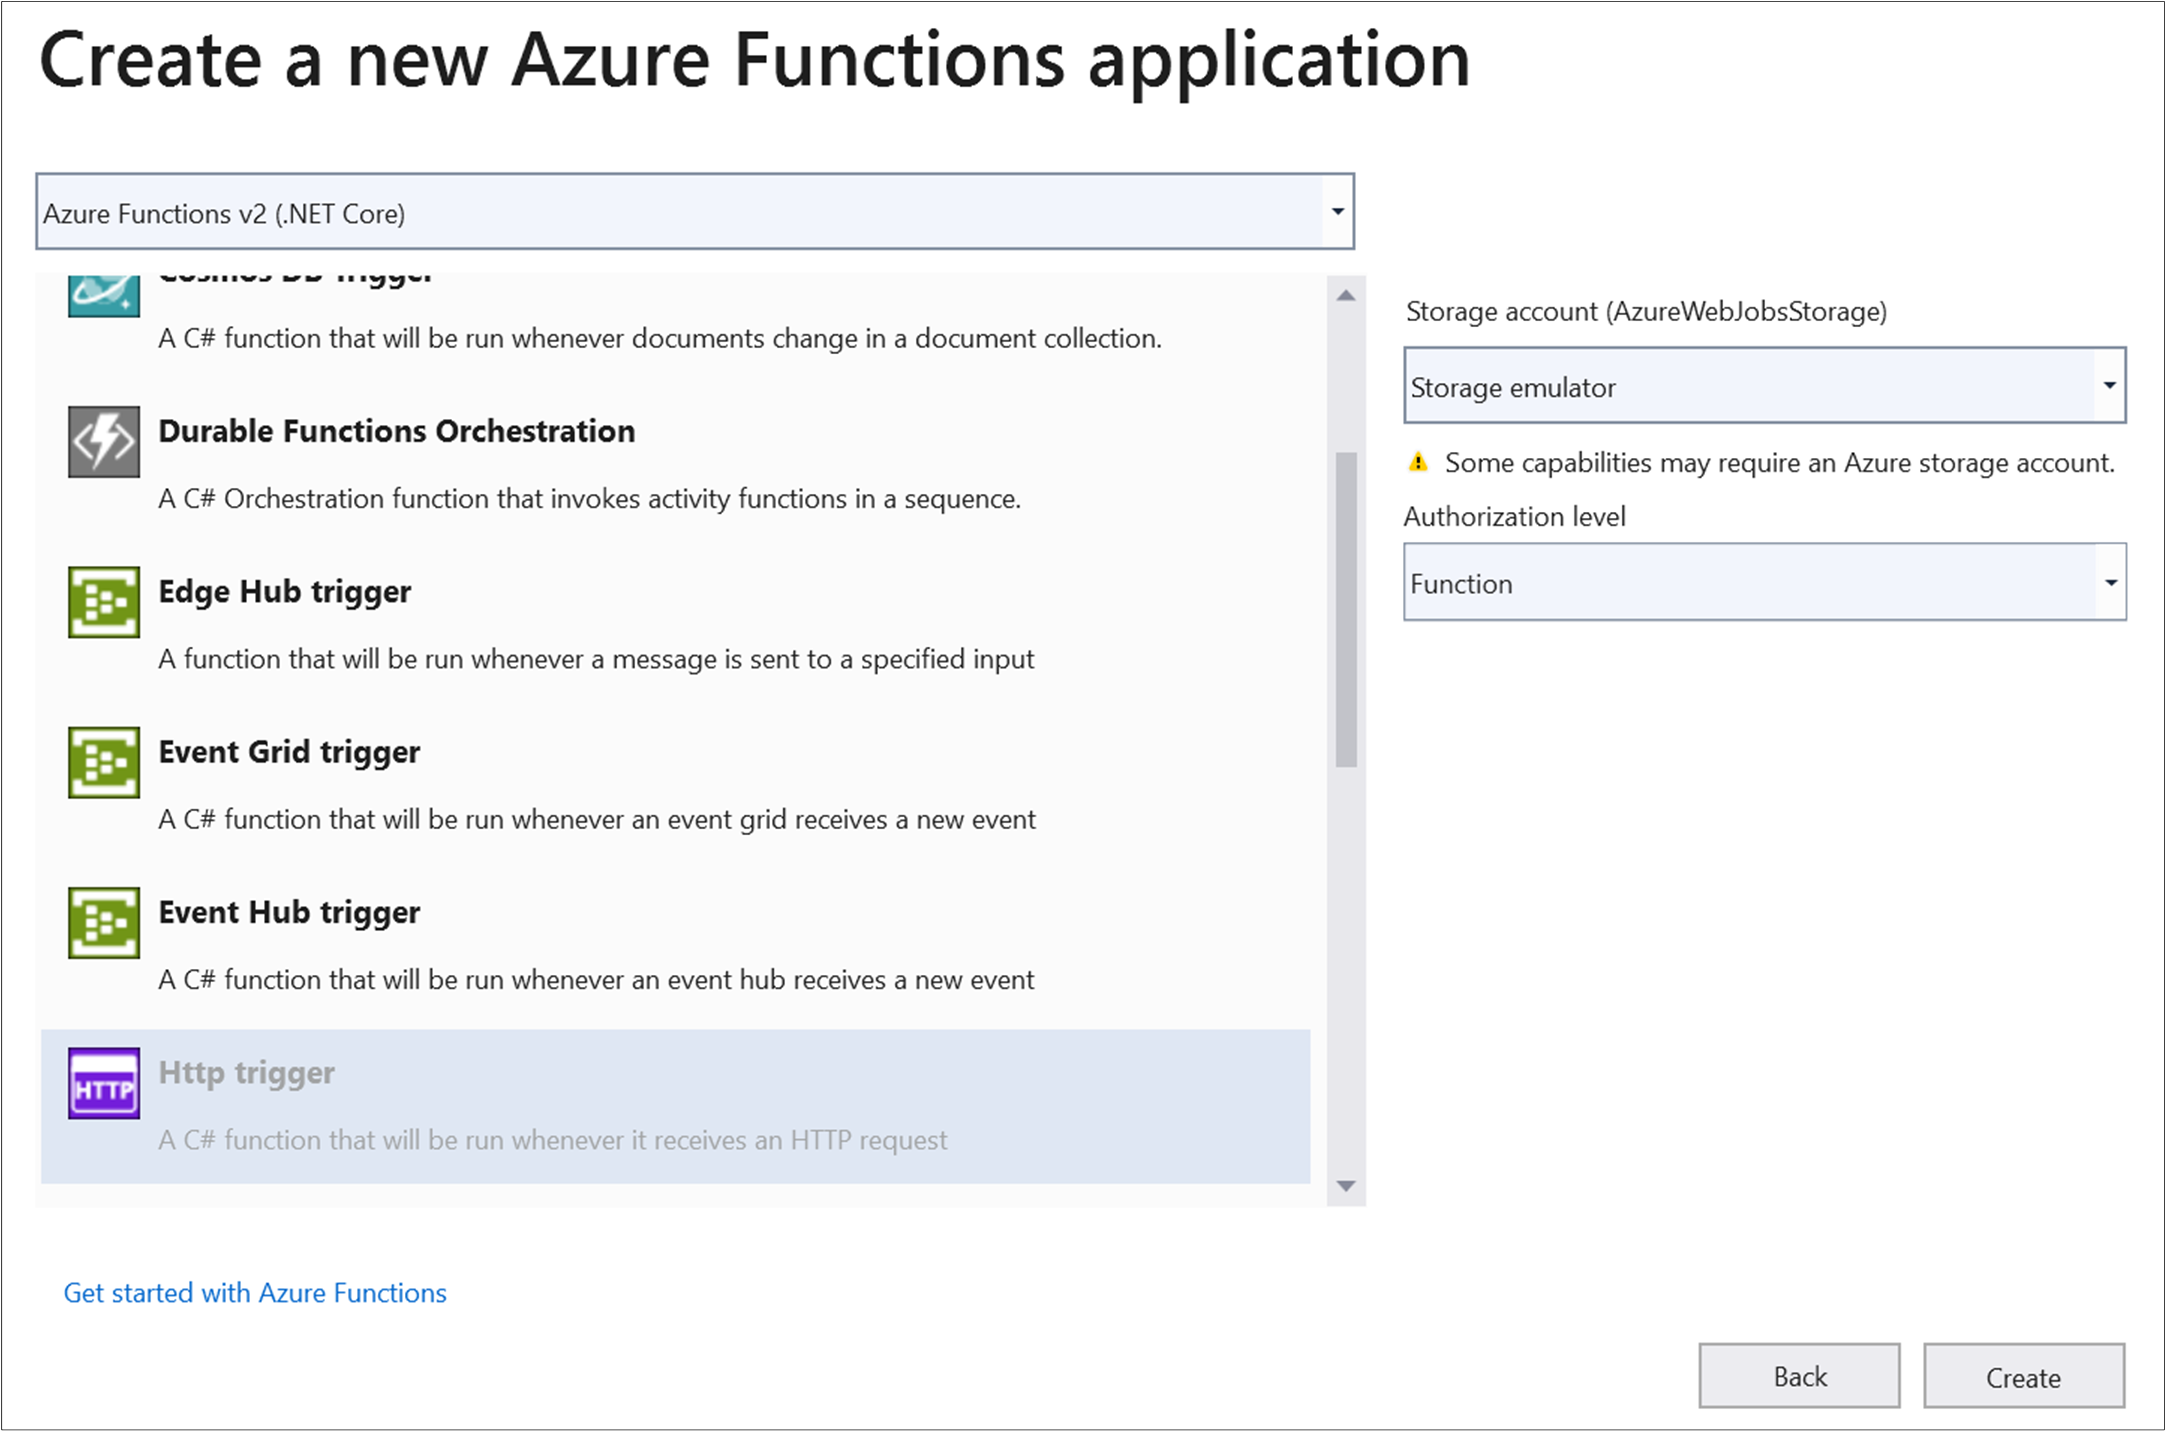 Create a new Azure Functions application
Azure Functions v2 (.NET Core)
Cosmos DB trigger
A C# function that will be run whenever documents change in a document collection.
Durable Functions Orchestration
A C# Orchestration function that invokes activity functions in a sequence.
Edge Hub trigger
A function that will be run whenever a message is sent to a specified input
Event Grid trigger
A C# function that will be run whenever an event grid receives a new event
Event Hub trigger
A C# function that will be run whenever an event hub receives a new event
HTTP
Http trigger
A C# function that will be run whenever it receives an HTTP request
Storage account (AzureWebJobsStorage)
Storage emulator
Some capabilities may require an Azure storage account.
Authorization level
Function
Get started with Azure Functions
Back
Create